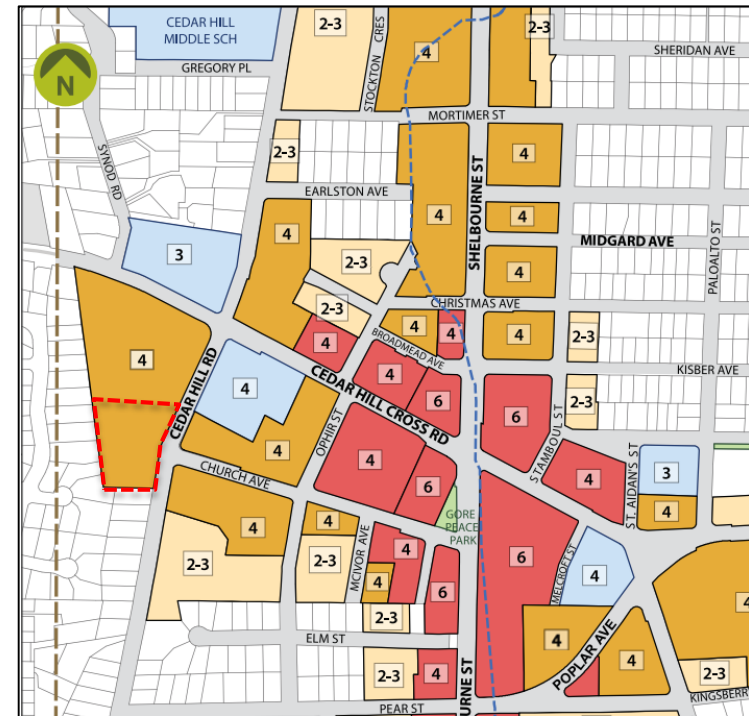 CEDAR HILL
MIDDLE SCH
2-3
2-3
SHERIDAN AVE
STOCKTON CRES
4
GREGORY PL
N
MORTIMER ST
SYNOD RD
2-3
4
SHELBOURNE ST
EARLSTON AVE
4
4
PALOALTO ST
4
MIDGARD AVE
3
2-3
4
CHRISTMAS AVE
2-3
4
4
4
2-3
BROADMEAD AVE
4
CEDAR HILL RD
4
4
KISBER AVE
4
CEDAR HILL CROSS RD
6
2-3
6
STAMBOUL ST
OPHIR ST
4
4
4
ST. AIDAN'S ST
3
CHURCH AVE
6
GORE
PEACE
PARK
4
4
4
MCIVOR AVE
4
6
MELCROFT ST
2-3
2-3
4
6
4
4
2-3
ELM ST
4
POPLAR AVE
4
2-3
4
2-3
KINGSBERR
URNE ST
PEAR ST